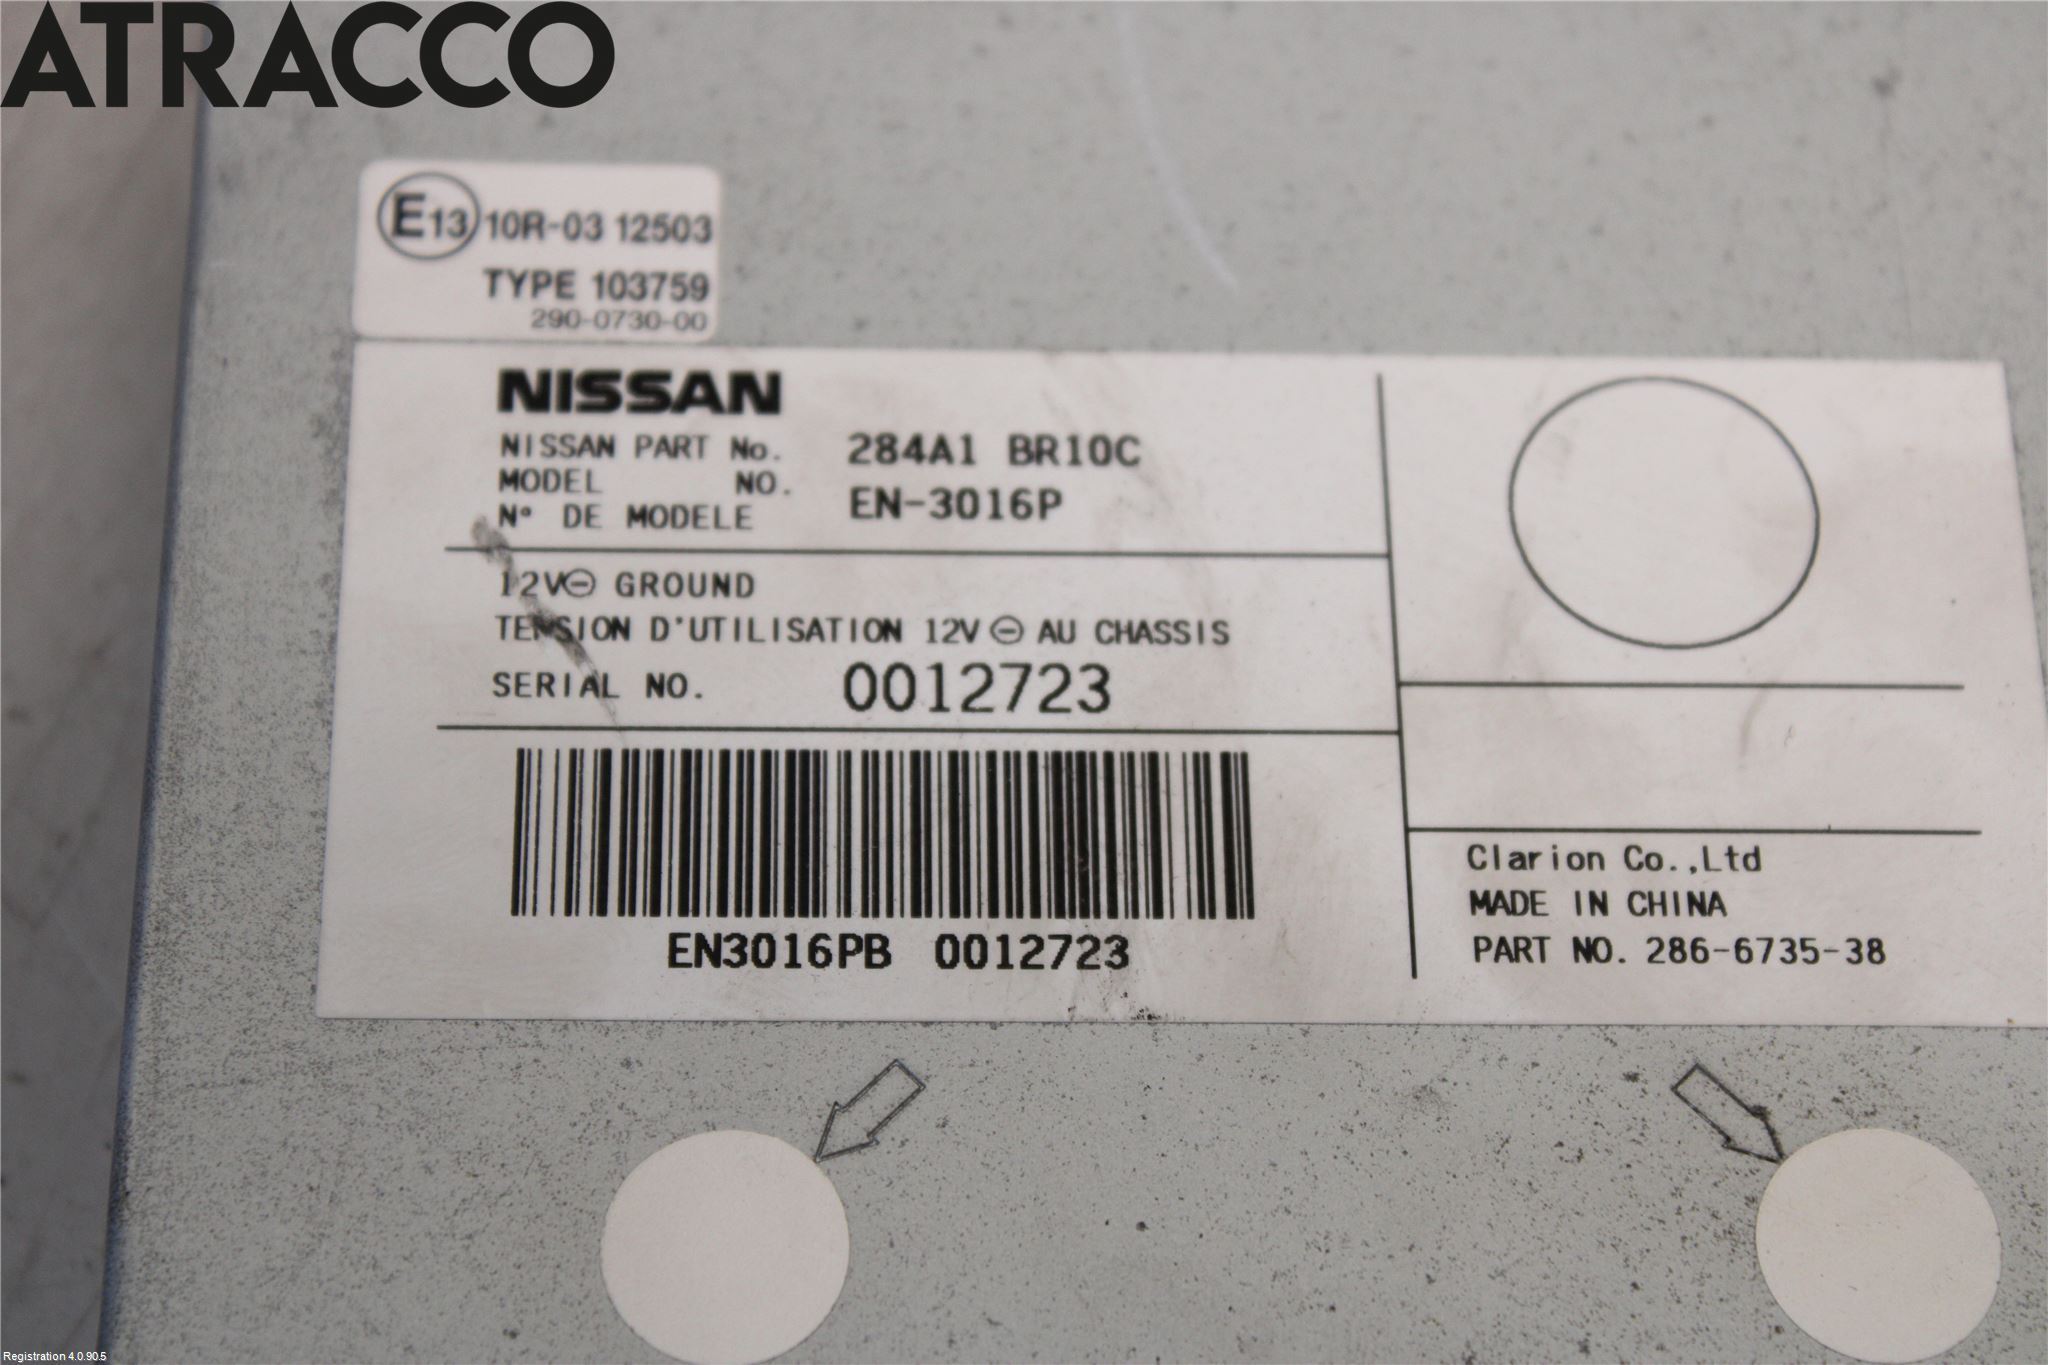 ATRACCO
E13 10R-03 12503
TYPE 103759
290-0730-00
NISSAN
NISSAN PART No. 284A1 BR10C
MODEL NO.
N° DE MODELE EN-3016P
12V⊖ GROUND
TENSION D'UTILISATION 12V⊖ AU CHASSIS
SERIAL NO. 0012723
EN3016PB 0012723
Clarion Co.,Ltd
MADE IN CHINA
PART NO. 286-6735-38
Registration 4.0.90.5